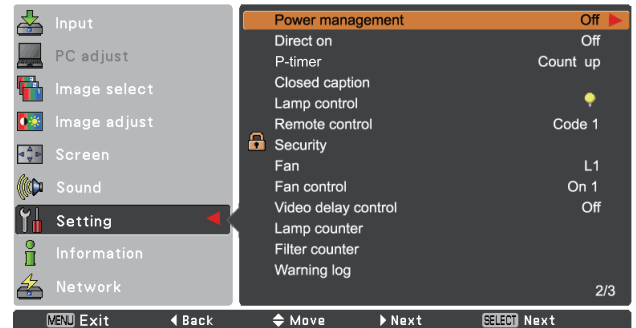 Input
PC adjust
Image select
Image adjust
Screen
Sound
Setting
Information
Network
Power management Off
Direct on Off
P-timer Count up
Closed caption
Lamp control
Remote control Code 1
Security
Fan L1
Fan control On 1
Video delay control Off
Lamp counter
Filter counter
Warning log
2/3
MENU Exit Back Move Next SELECT Next